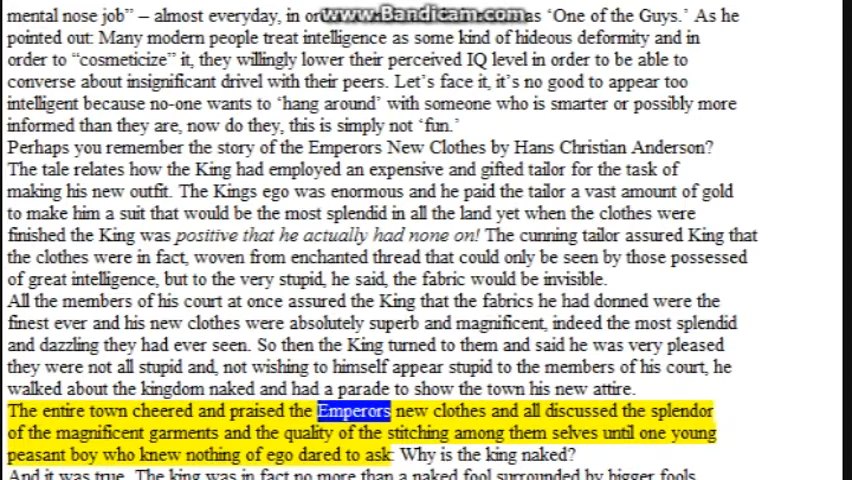 mental nose job” – almost everyday, in or as ‘One of the Guys.’ As he
www.Bandicam.com
pointed out: Many modern people treat intelligence as some kind of hideous deformity and in
order to “cosmeticize” it, they willingly lower their perceived IQ level in order to be able to
converse about insignificant drivel with their peers. Let’s face it, it’s no good to appear too
intelligent because no-one wants to ‘hang around’ with someone who is smarter or possibly more
informed than they are, now do they, this is simply not ‘fun.’
Perhaps you remember the story of the Emperors New Clothes by Hans Christian Anderson?
The tale relates how the King had employed an expensive and gifted tailor for the task of
making his new outfit. The Kings ego was enormous and he paid the tailor a vast amount of gold
to make him a suit that would be the most splendid in all the land yet when the clothes were
finished the King was positive that he actually had none on! The cunning tailor assured King that
the clothes were in fact, woven from enchanted thread that could only be seen by those possessed
of great intelligence, but to the very stupid, he said, the fabric would be invisible.
All the members of his court at once assured the King that the fabrics he had donned were the
finest ever and his new clothes were absolutely superb and magnificent, indeed the most splendid
and dazzling they had ever seen. So then the King turned to them and said he was very pleased
they were not all stupid and, not wishing to himself appear stupid to the members of his court, he
walked about the kingdom naked and had a parade to show the town his new attire.
The entire town cheered and praised the Emperors new clothes and all discussed the splendor
of the magnificent garments and the quality of the stitching among them selves until one young
peasant boy who knew nothing of ego dared to ask: Why is the king naked?
And it was true. The king was in fact no more than a naked fool surrounded by bigger fools